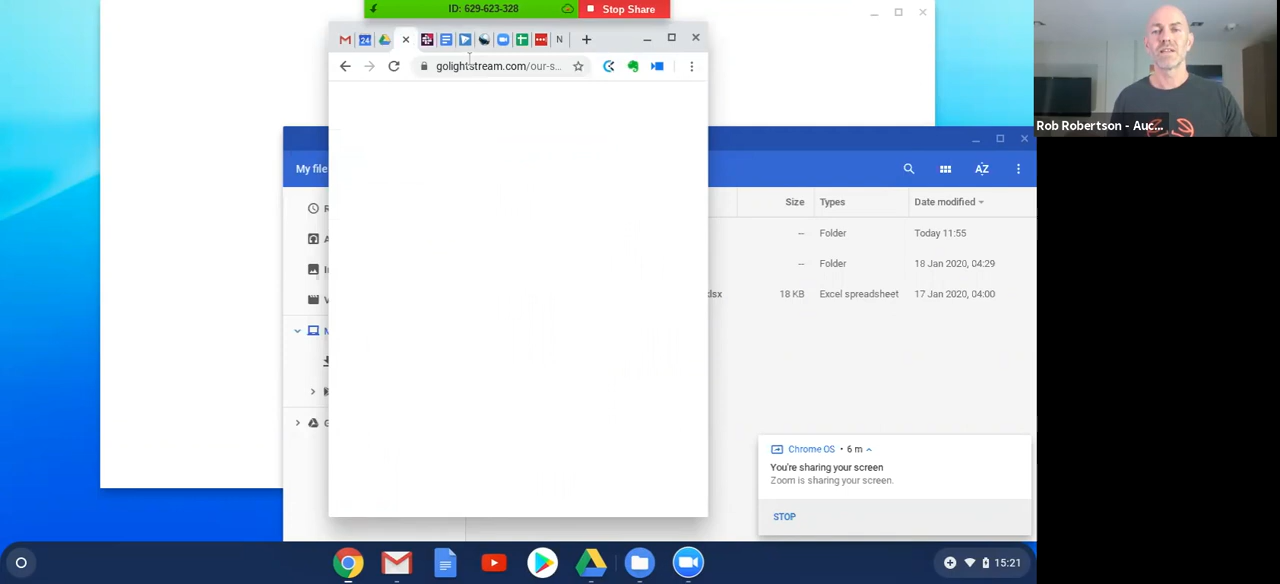 ID: 629-623-328
Stop Share
24
N
golightstream.com/our-s...
Rob Robertson - Auc...
My file
Size
Types
Date modified
--
Folder
Today 11:55
--
Folder
18 Jan 2020, 04:29
18 KB
Excel spreadsheet
17 Jan 2020, 04:00
Chrome OS • 6 m
You're sharing your screen
Zoom is sharing your screen.
STOP
15:21